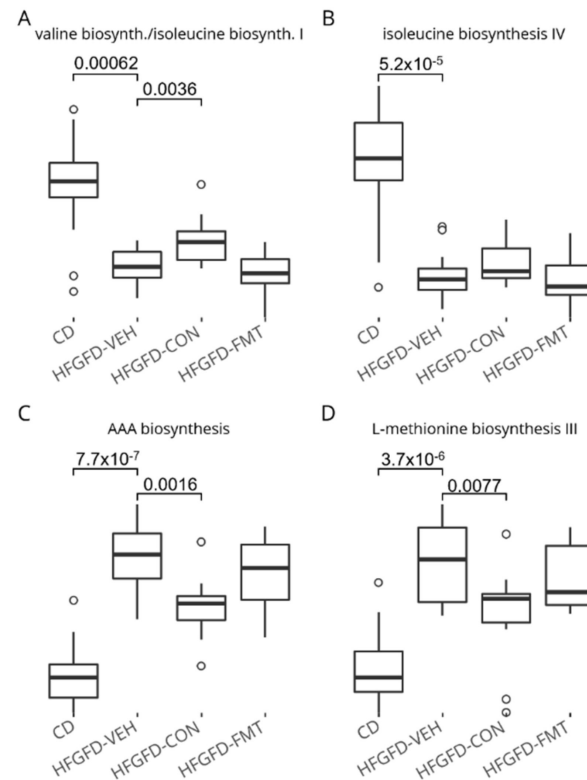 A
valine biosynth./isoleucine biosynth. I
0.00062
0.0036
CD
HFGFD-VEH
HFGFD-CON
HFGFD-FMT
B
isoleucine biosynthesis IV
5.2x10-5
CD
HFGFD-VEH
HFGFD-CON
HFGFD-FMT
C
AAA biosynthesis
7.7x10-7
0.0016
CD
HFGFD-VEH
HFGFD-CON
HFGFD-FMT
D
L-methionine biosynthesis III
3.7x10-6
0.0077
CD
HFGFD-VEH
HFGFD-CON
HFGFD-FMT